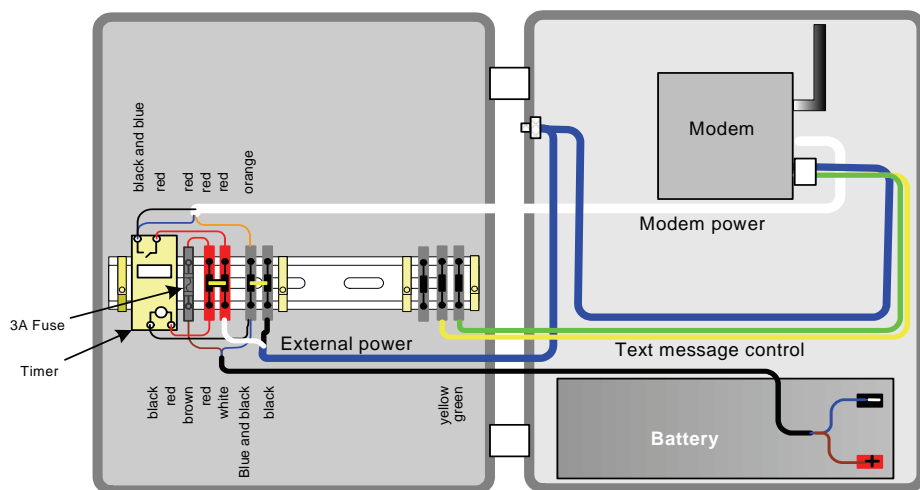 black and blue
red
red
red
red
orange
Modem
Modem power
3A Fuse
Timer
External power
Text message control
black
red
brown
red
white
Blue and black
black
yellow
green
Battery